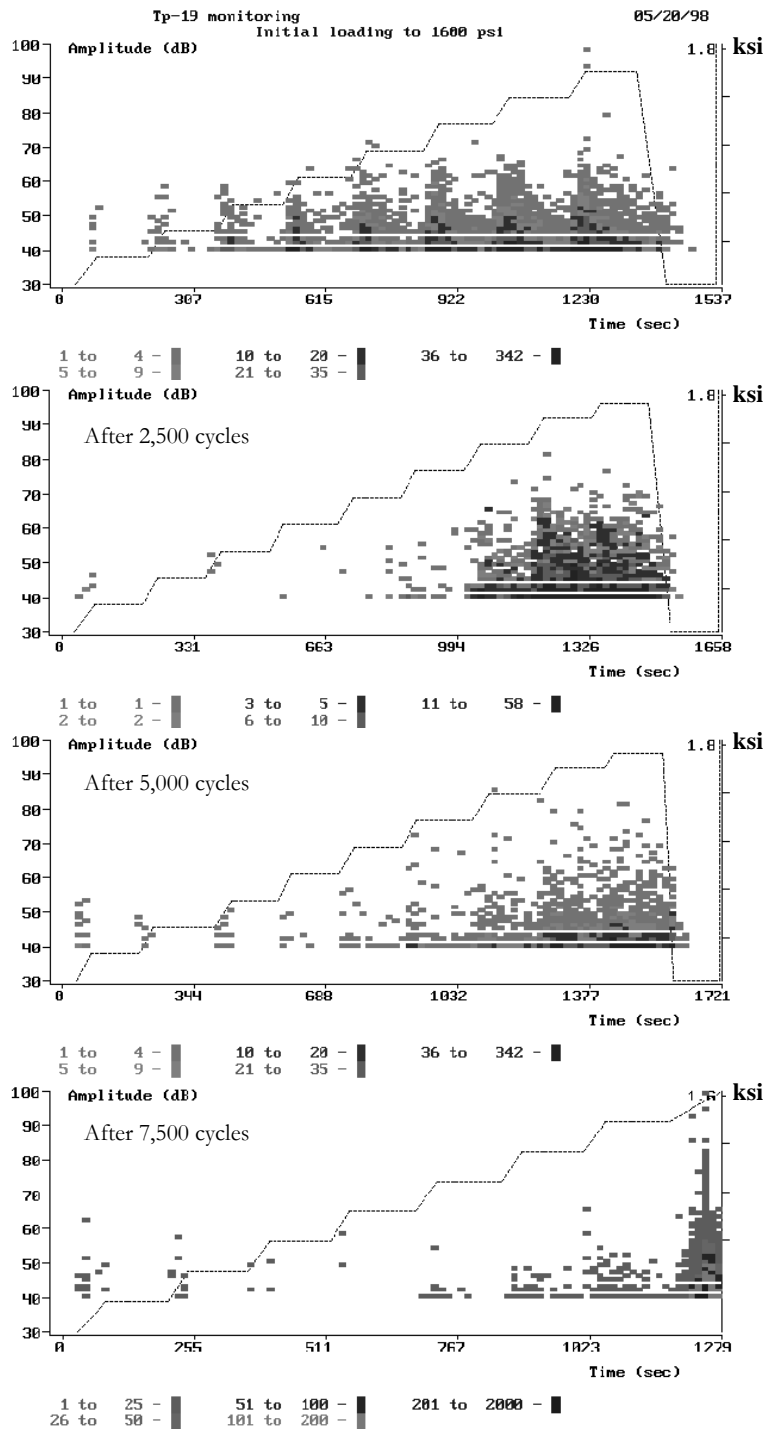 Tp-19 monitoring 05/20/98
Initial loading to 1600 psi
Amplitude (dB) 1.8 ksi
100
90
80
70
60
50
40
30
0 307 615 922 1230 1537
Time (sec)
1 to 4 - 10 to 20 - 36 to 342 -
5 to 9 - 21 to 35 -
Amplitude (dB) 1.8 ksi
After 2,500 cycles
100
90
80
70
60
50
40
30
0 331 663 994 1326 1658
Time (sec)
1 to 1 - 3 to 5 - 11 to 58 -
2 to 2 - 6 to 10 -
Amplitude (dB) 1.8 ksi
After 5,000 cycles
100
90
80
70
60
50
40
30
0 344 688 1032 1377 1721
Time (sec)
1 to 4 - 10 to 20 - 36 to 342 -
5 to 9 - 21 to 35 -
Amplitude (dB) 1.6 ksi
After 7,500 cycles
100
90
80
70
60
50
40
30
0 255 511 767 1023 1279
Time (sec)
1 to 25 - 51 to 100 - 201 to 2000 -
26 to 50 - 101 to 200 -